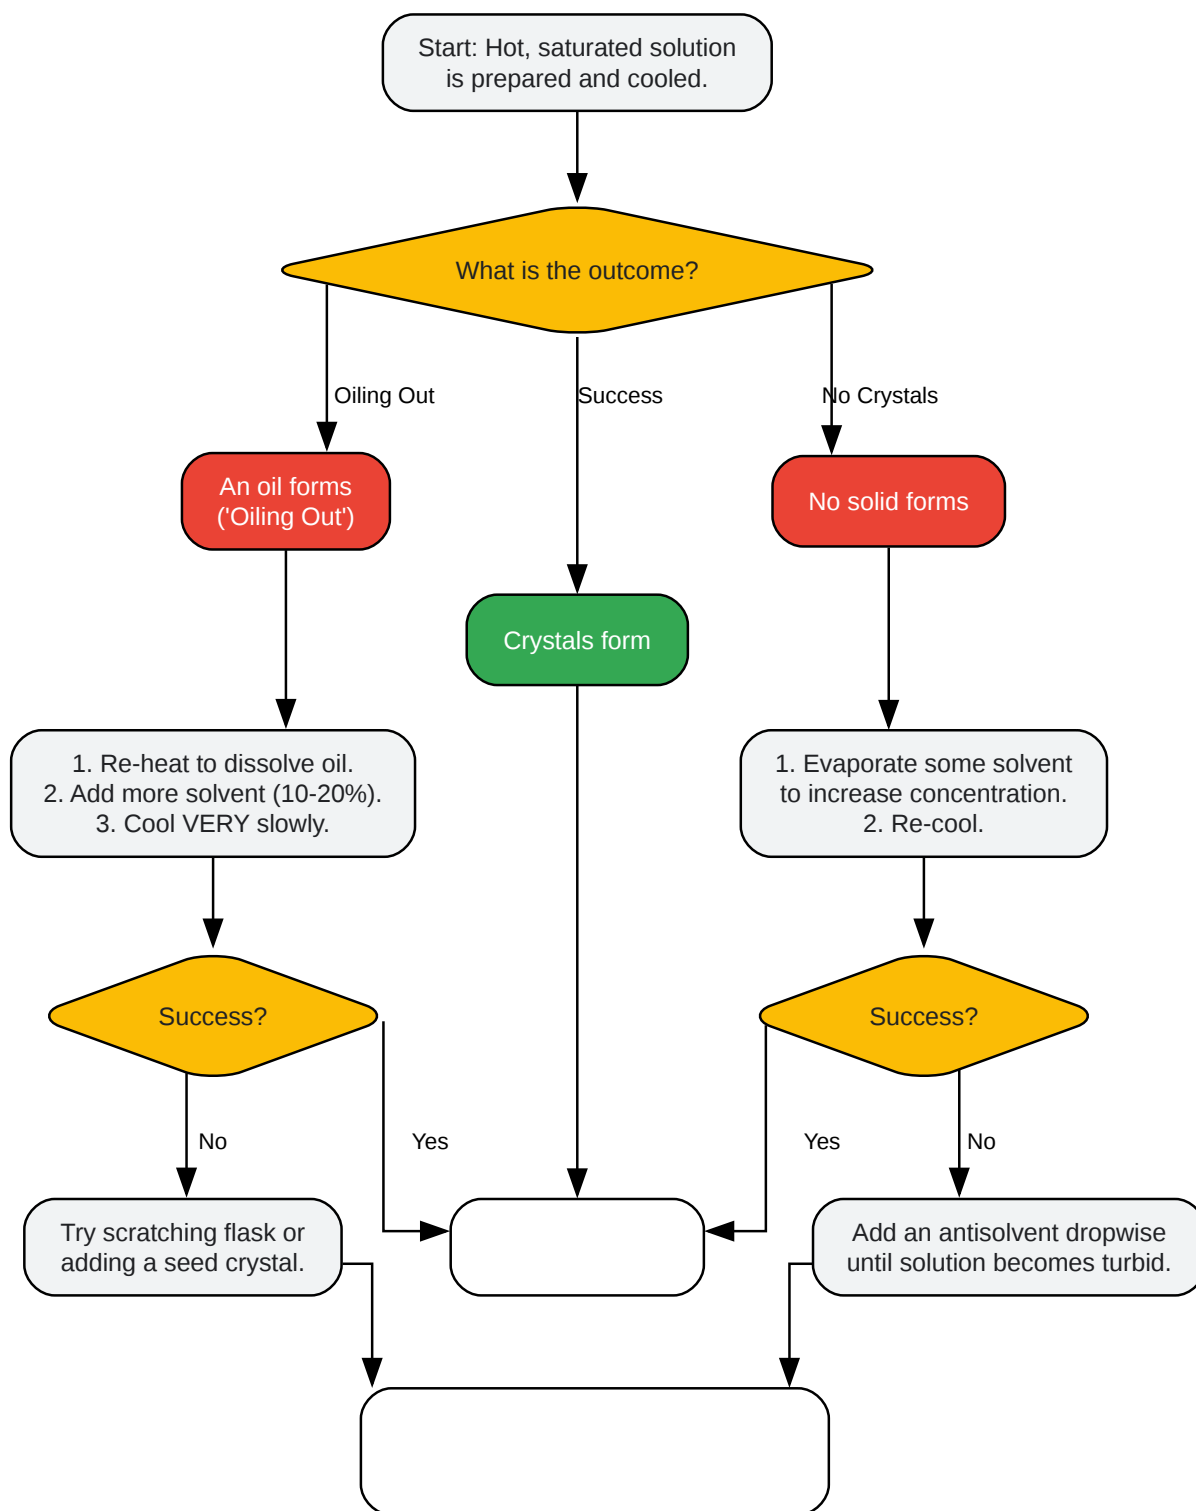 Start: Hot, saturated solution
is prepared and cooled.
What is the outcome?
Oiling Out
Success
No Crystals
An oil forms
('Oiling Out')
No solid forms
Crystals form
1. Re-heat to dissolve oil.
2. Add more solvent (10-20%).
3. Cool VERY slowly.
1. Evaporate some solvent
to increase concentration.
2. Re-cool.
Success?
Success?
No
Yes
Yes
No
Try scratching flask or
adding a seed crystal.
Add an antisolvent dropwise
until solution becomes turbid.